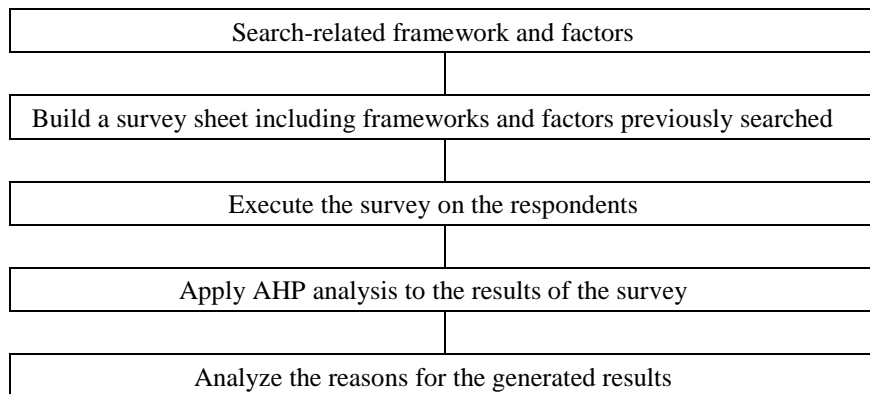 Search-related framework and factors
Build a survey sheet including frameworks and factors previously searched
Execute the survey on the respondents
Apply AHP analysis to the results of the survey
Analyze the reasons for the generated results